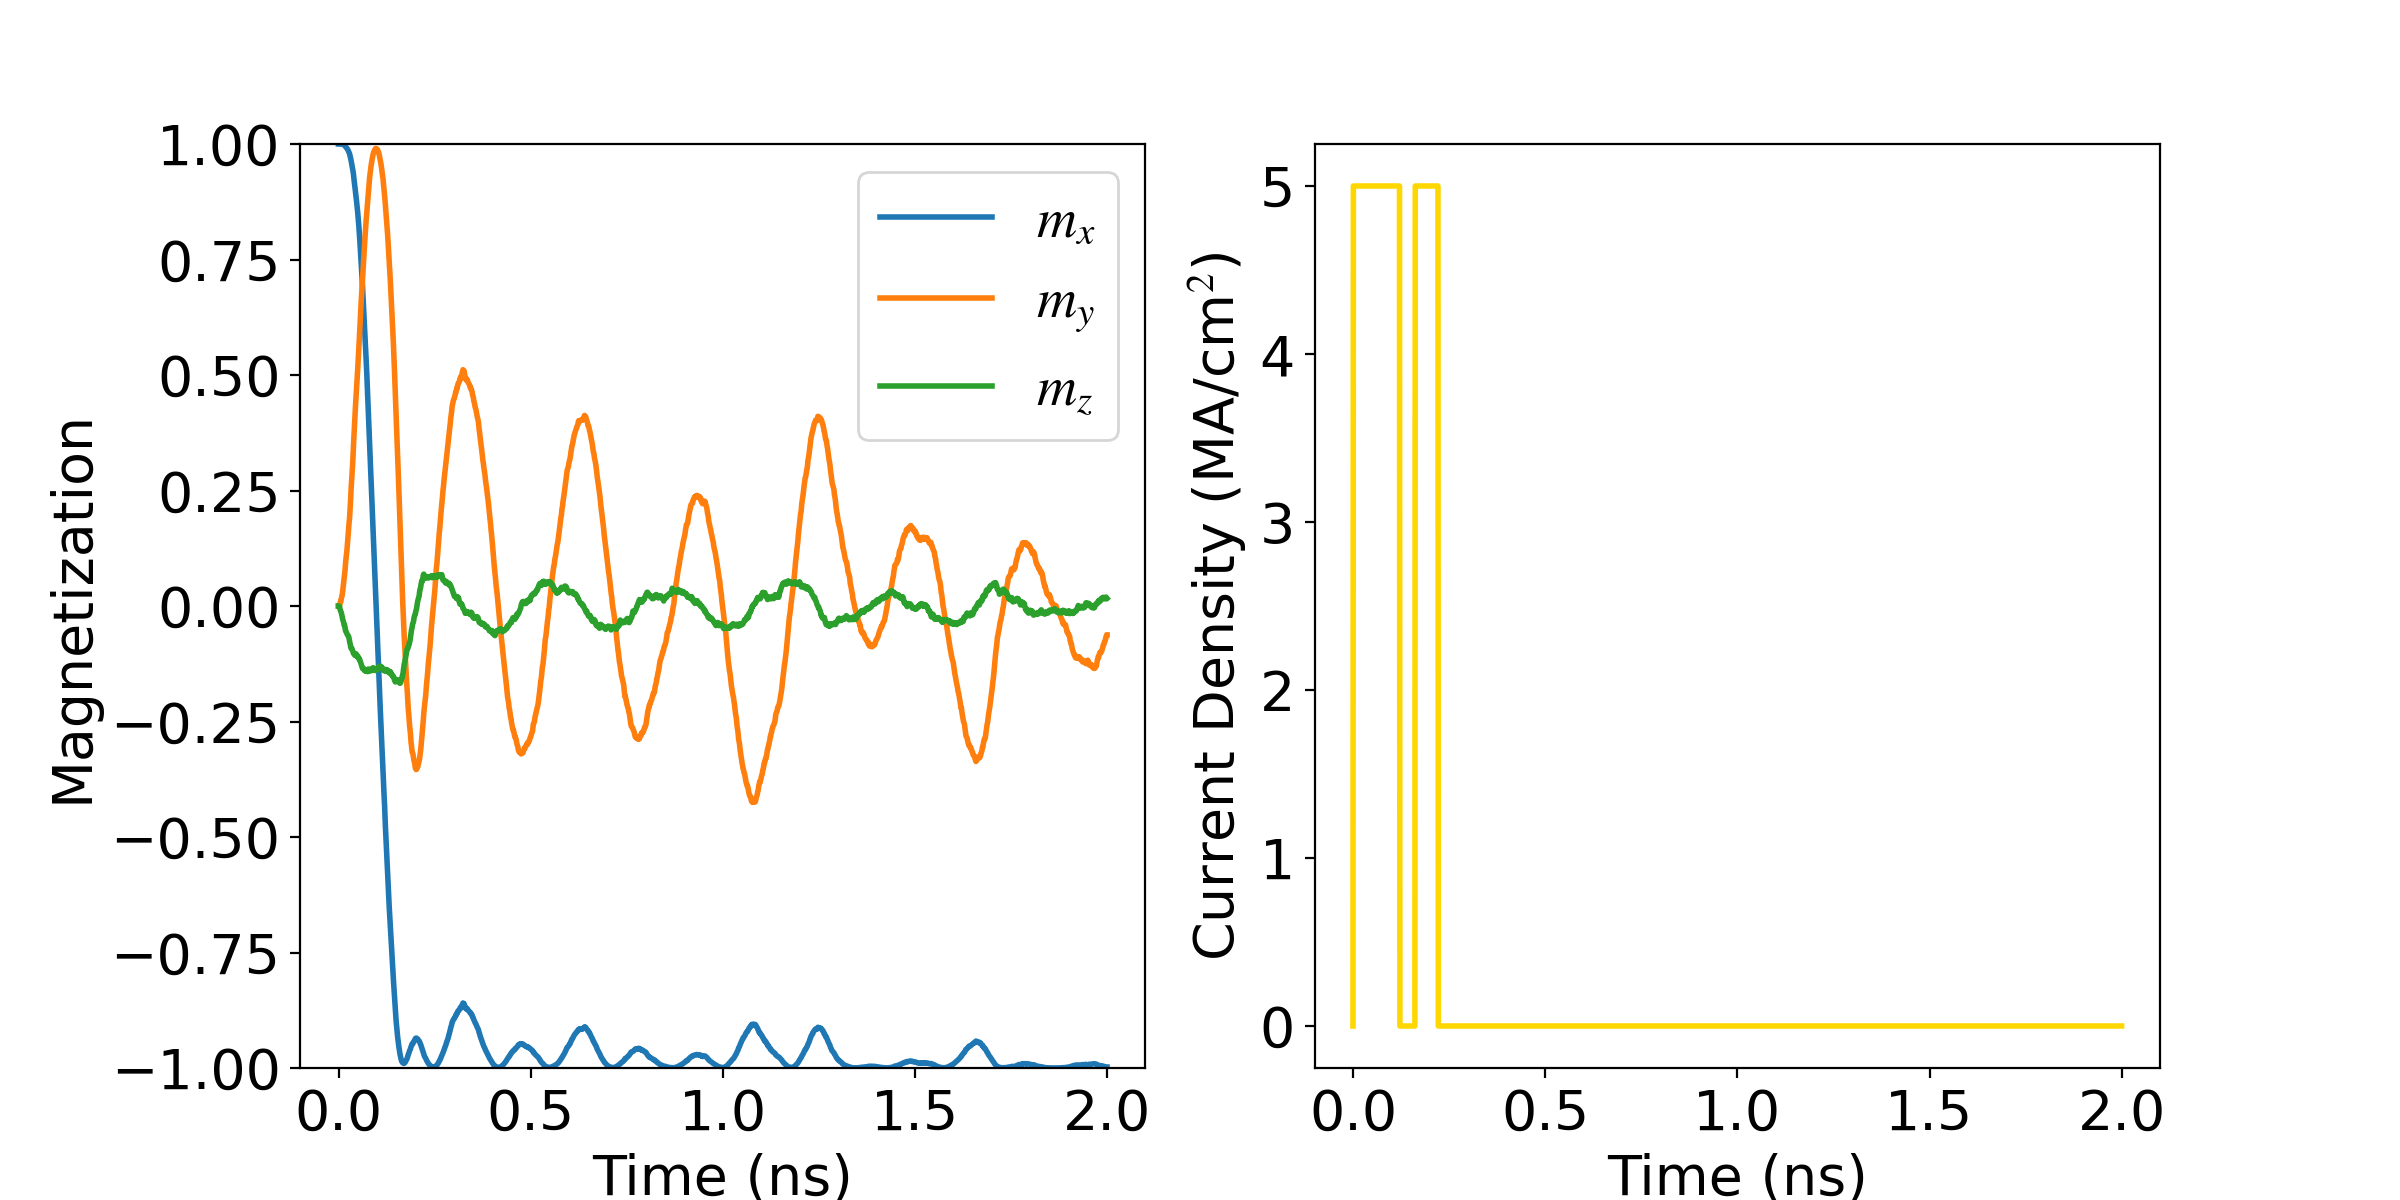 1.00
0.75
0.50
0.25
0.00
−0.25
−0.50
−0.75
−1.00
Magnetization
0.0 0.5 1.0 1.5 2.0
Time (ns)
m_x
m_y
m_z
5
4
3
2
1
0
Current Density (MA/cm²)
0.0 0.5 1.0 1.5 2.0
Time (ns)